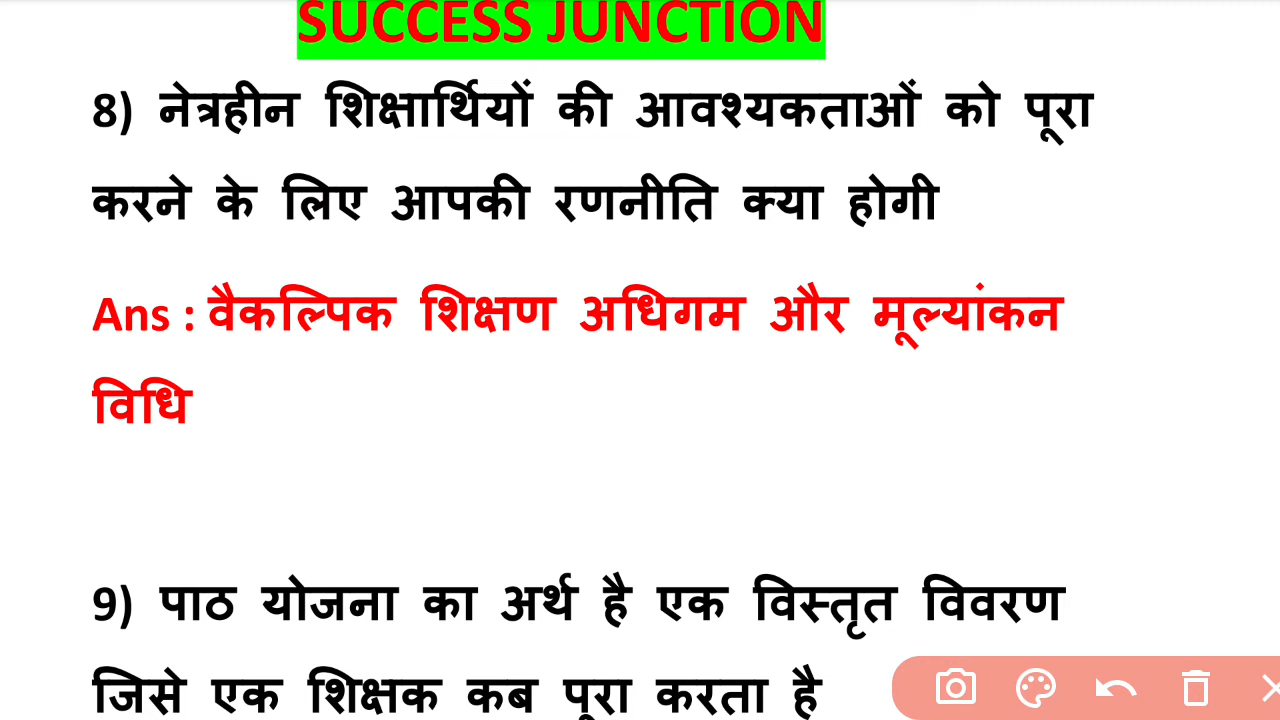 SUCCESS JUNCTION
8) नेत्रहीन शिक्षार्थियों की आवश्यकताओं को पूरा
करने के लिए आपकी रणनीति क्या होगी
Ans : वैकल्पिक शिक्षण अधिगम और मूल्यांकन
विधि
9) पाठ योजना का अर्थ है एक विस्तृत विवरण
जिसे एक शिक्षक कब पूरा करता है